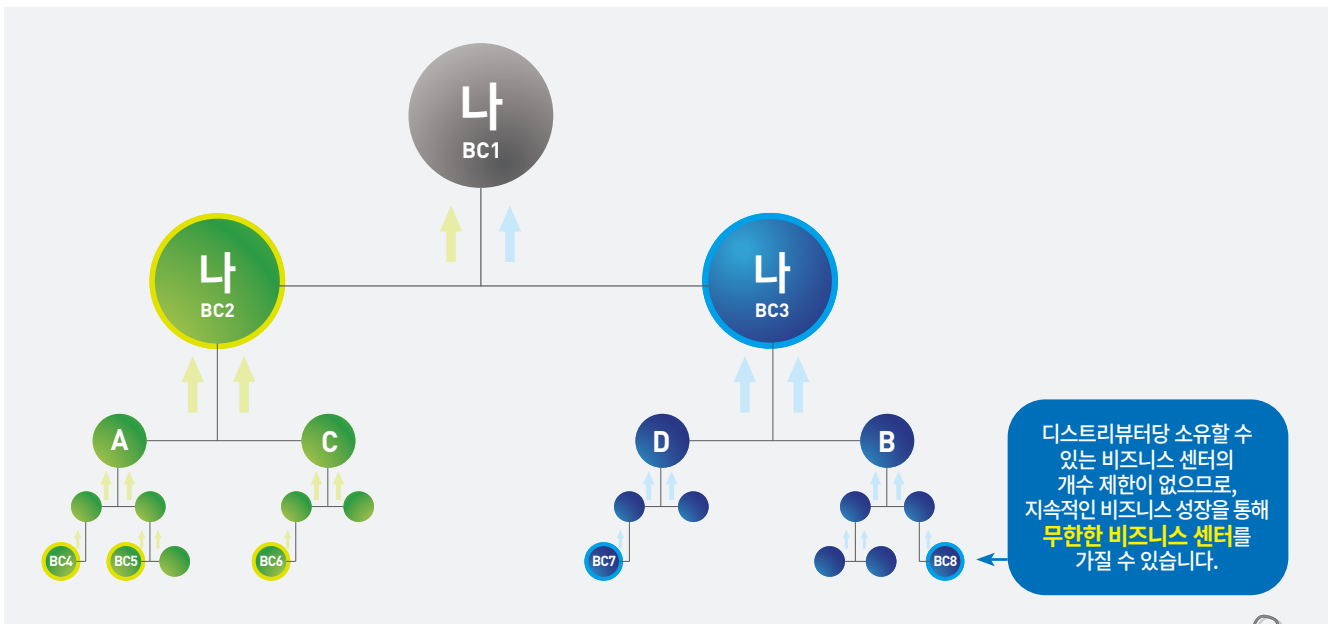 나
BC1
나
BC2
나
BC3
A
C
D
B
BC4
BC5
BC6
BC7
BC8
디스트리뷰터당 소유할 수
있는 비즈니스 센터의
개수 제한이 없으므로,
지속적인 비즈니스 성장을 통해
무한한 비즈니스 센터를
가질 수 있습니다.